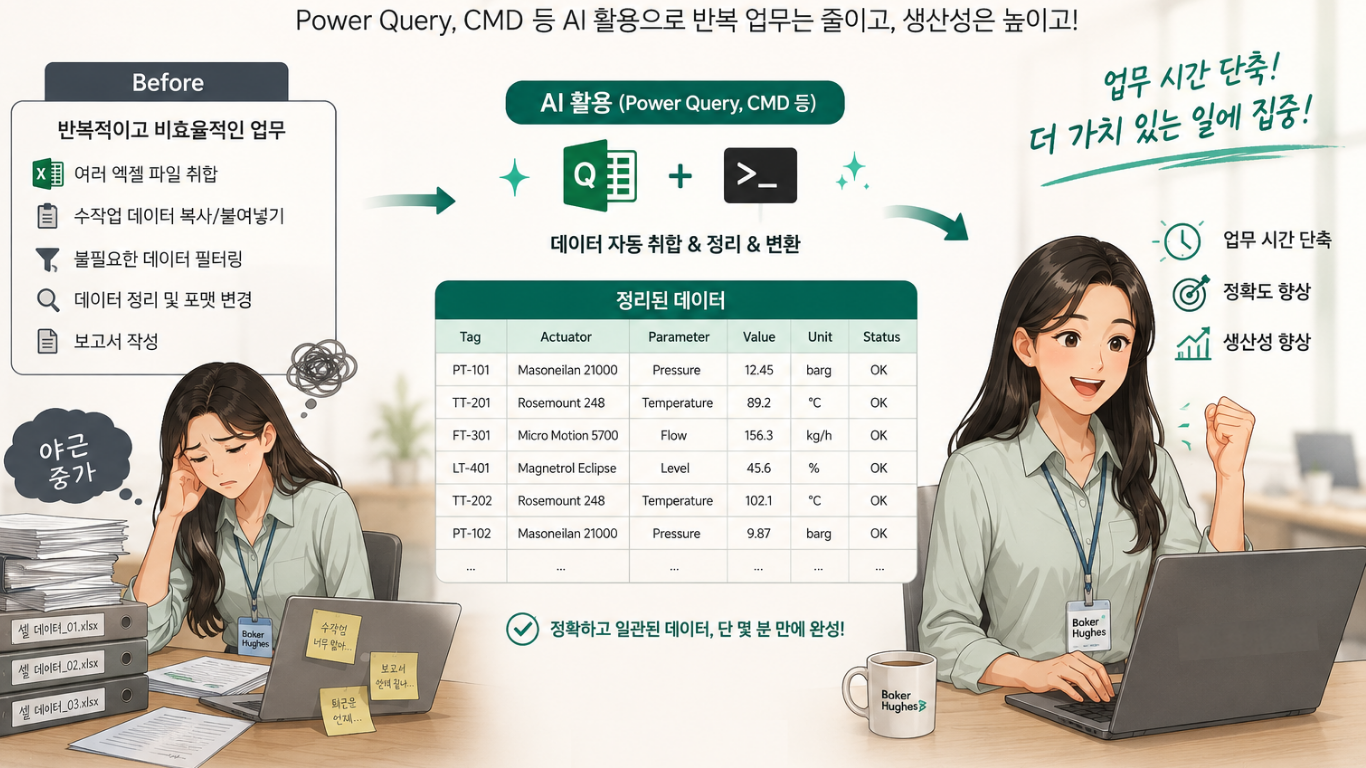 Power Query, CMD 등 AI 활용으로 반복 업무는 줄이고, 생산성은 높이고!
Before
반복적이고 비효율적인 업무
X
여러 엑젤 파일 취합
수작업 데이터 복사/붙여넣기
불필요한 데이터 필터링
데이터 정리 및 포맷 변경
보고서 작성
야근
중가
셀 데이터_01.xlsx
셀 데이터_02.xlsx
셀 데이터_03.xlsx
Baker
Hughes
보고서
퇴근은
언제...
AI 활용 (Power Query, CMD 등)
Q
+
>_
데이터 자동 취합 & 정리 & 변환
정리된 데이터
Tag Actuator Parameter Value Unit Status
PT-101 Masoneilan 21000 Pressure 12.45 barg OK
TT-201 Rosemount 248 Temperature 89.2 °C OK
FT-301 Micro Motion 5700 Flow 156.3 kg/h OK
LT-401 Magnetrol Eclipse Level 45.6 % OK
TT-202 Rosemount 248 Temperature 102.1 °C OK
PT-102 Masoneilan 21000 Pressure 9.87 barg OK
... ... ... ... ... ...
정확하고 일관된 데이터, 단 몇 분 만에 완성!
업무 시간 단축!
더 가치 있는 일에 집중!
업무 시간 단축
정확도 향상
생산성 향상
Baker
Hughes
Baker
Hughes